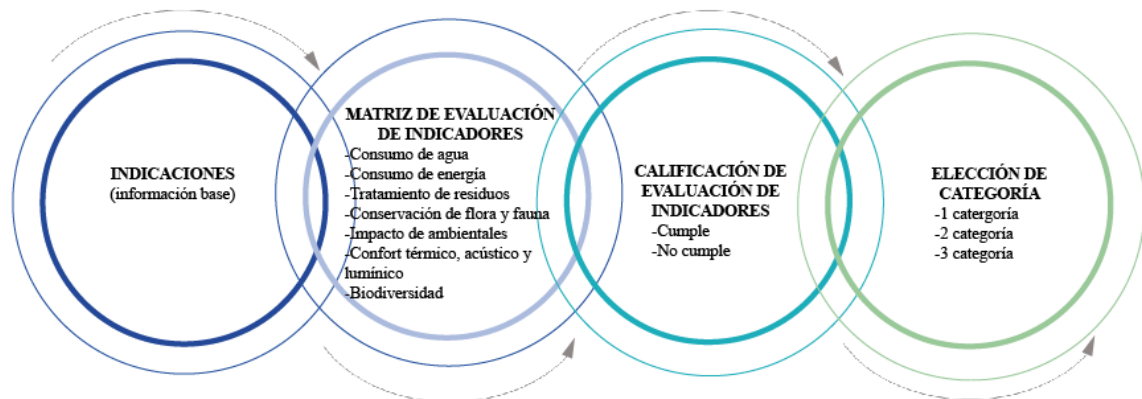 INDICACIONES
(información base)
MATRIZ DE EVALUACIÓN
DE INDICADORES
-Consumo de agua
-Consumo de energía
-Tratamiento de residuos
-Conservación de flora y fauna
-Impacto de ambientales
-Confort térmico, acústico y
lumínico
-Biodiversidad
CALIFICACIÓN DE
EVALUACIÓN DE
INDICADORES
-Cumple
-No cumple
ELECCIÓN DE
CATEGORÍA
-1 catergoría
-2 categoría
-3 categoría